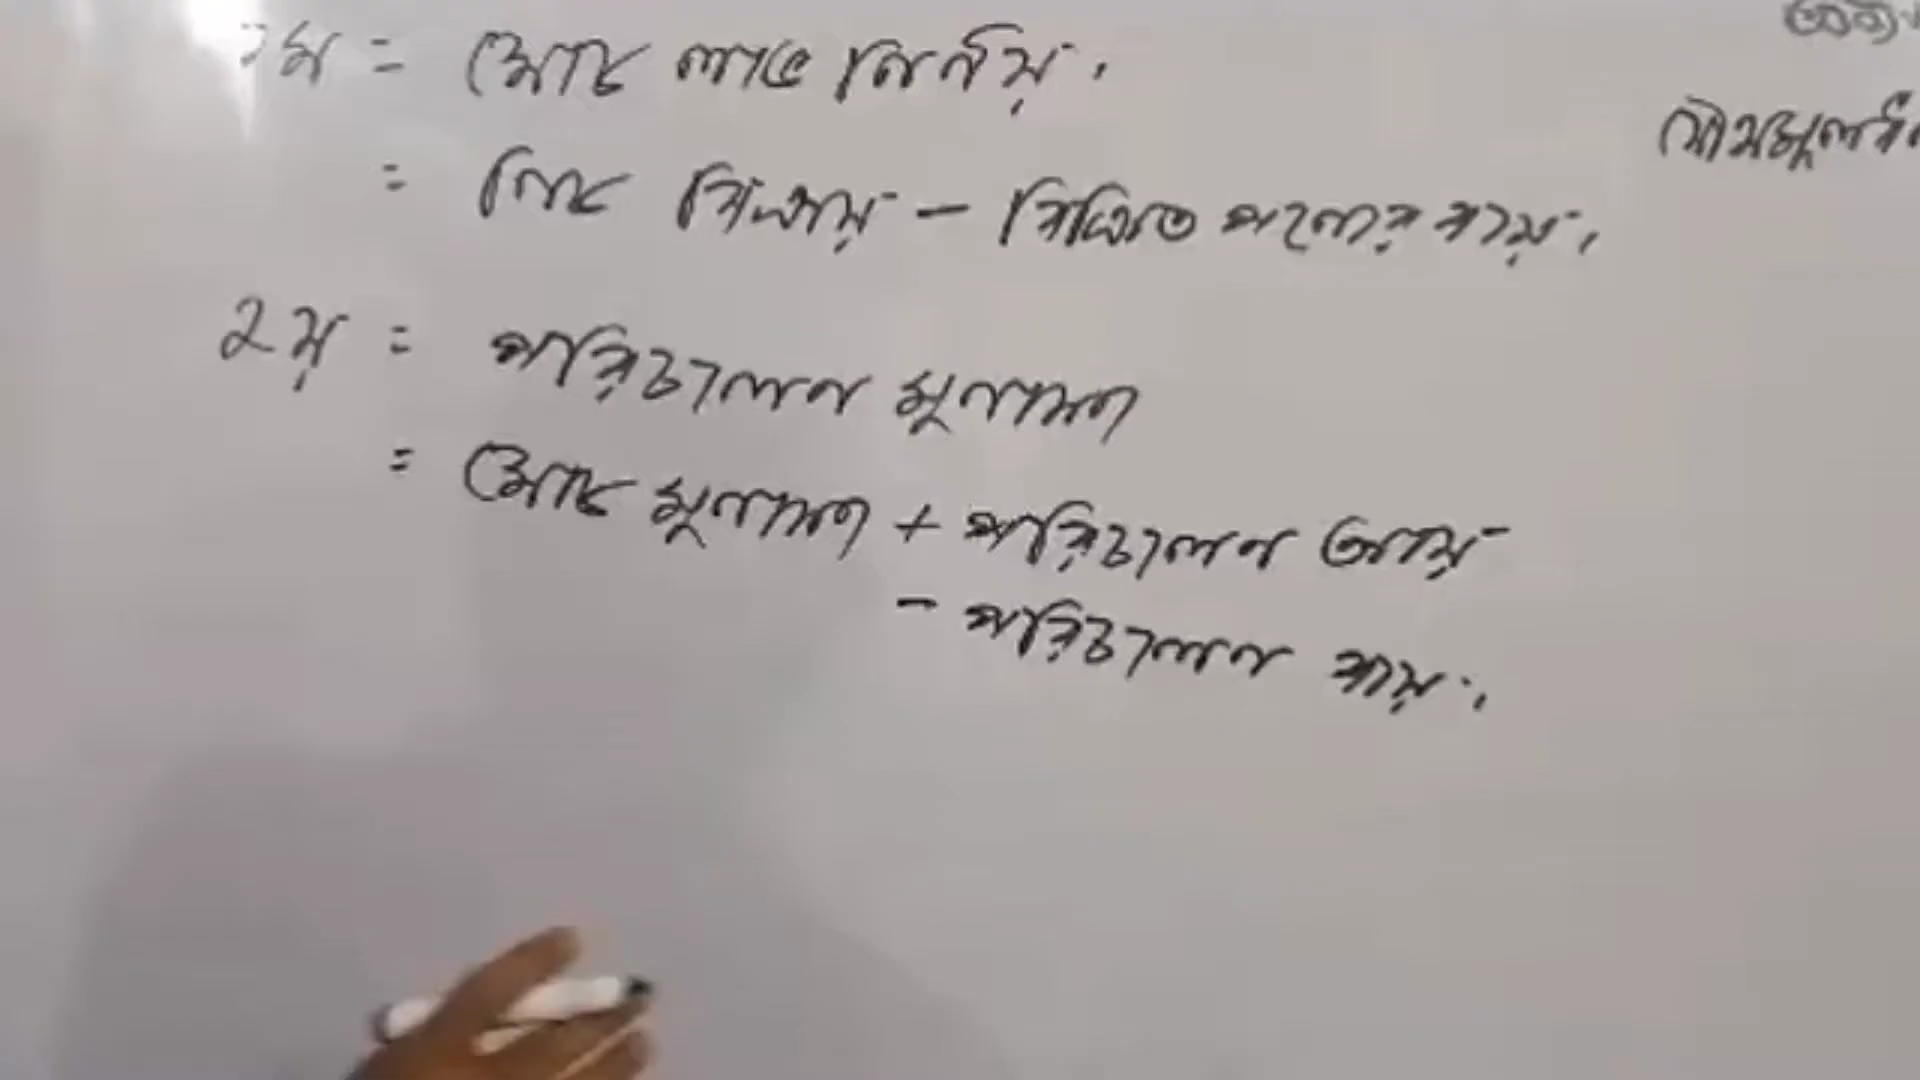 ১ম = মোট লাভ নির্ণয়।
= নিট বিক্রয় - বিক্রিত পণ্যের ব্যয়।
২য় = পরিচালন মুনাফা
= মোট মুনাফা + পরিচালন আয়
- পরিচালন ব্যয়।